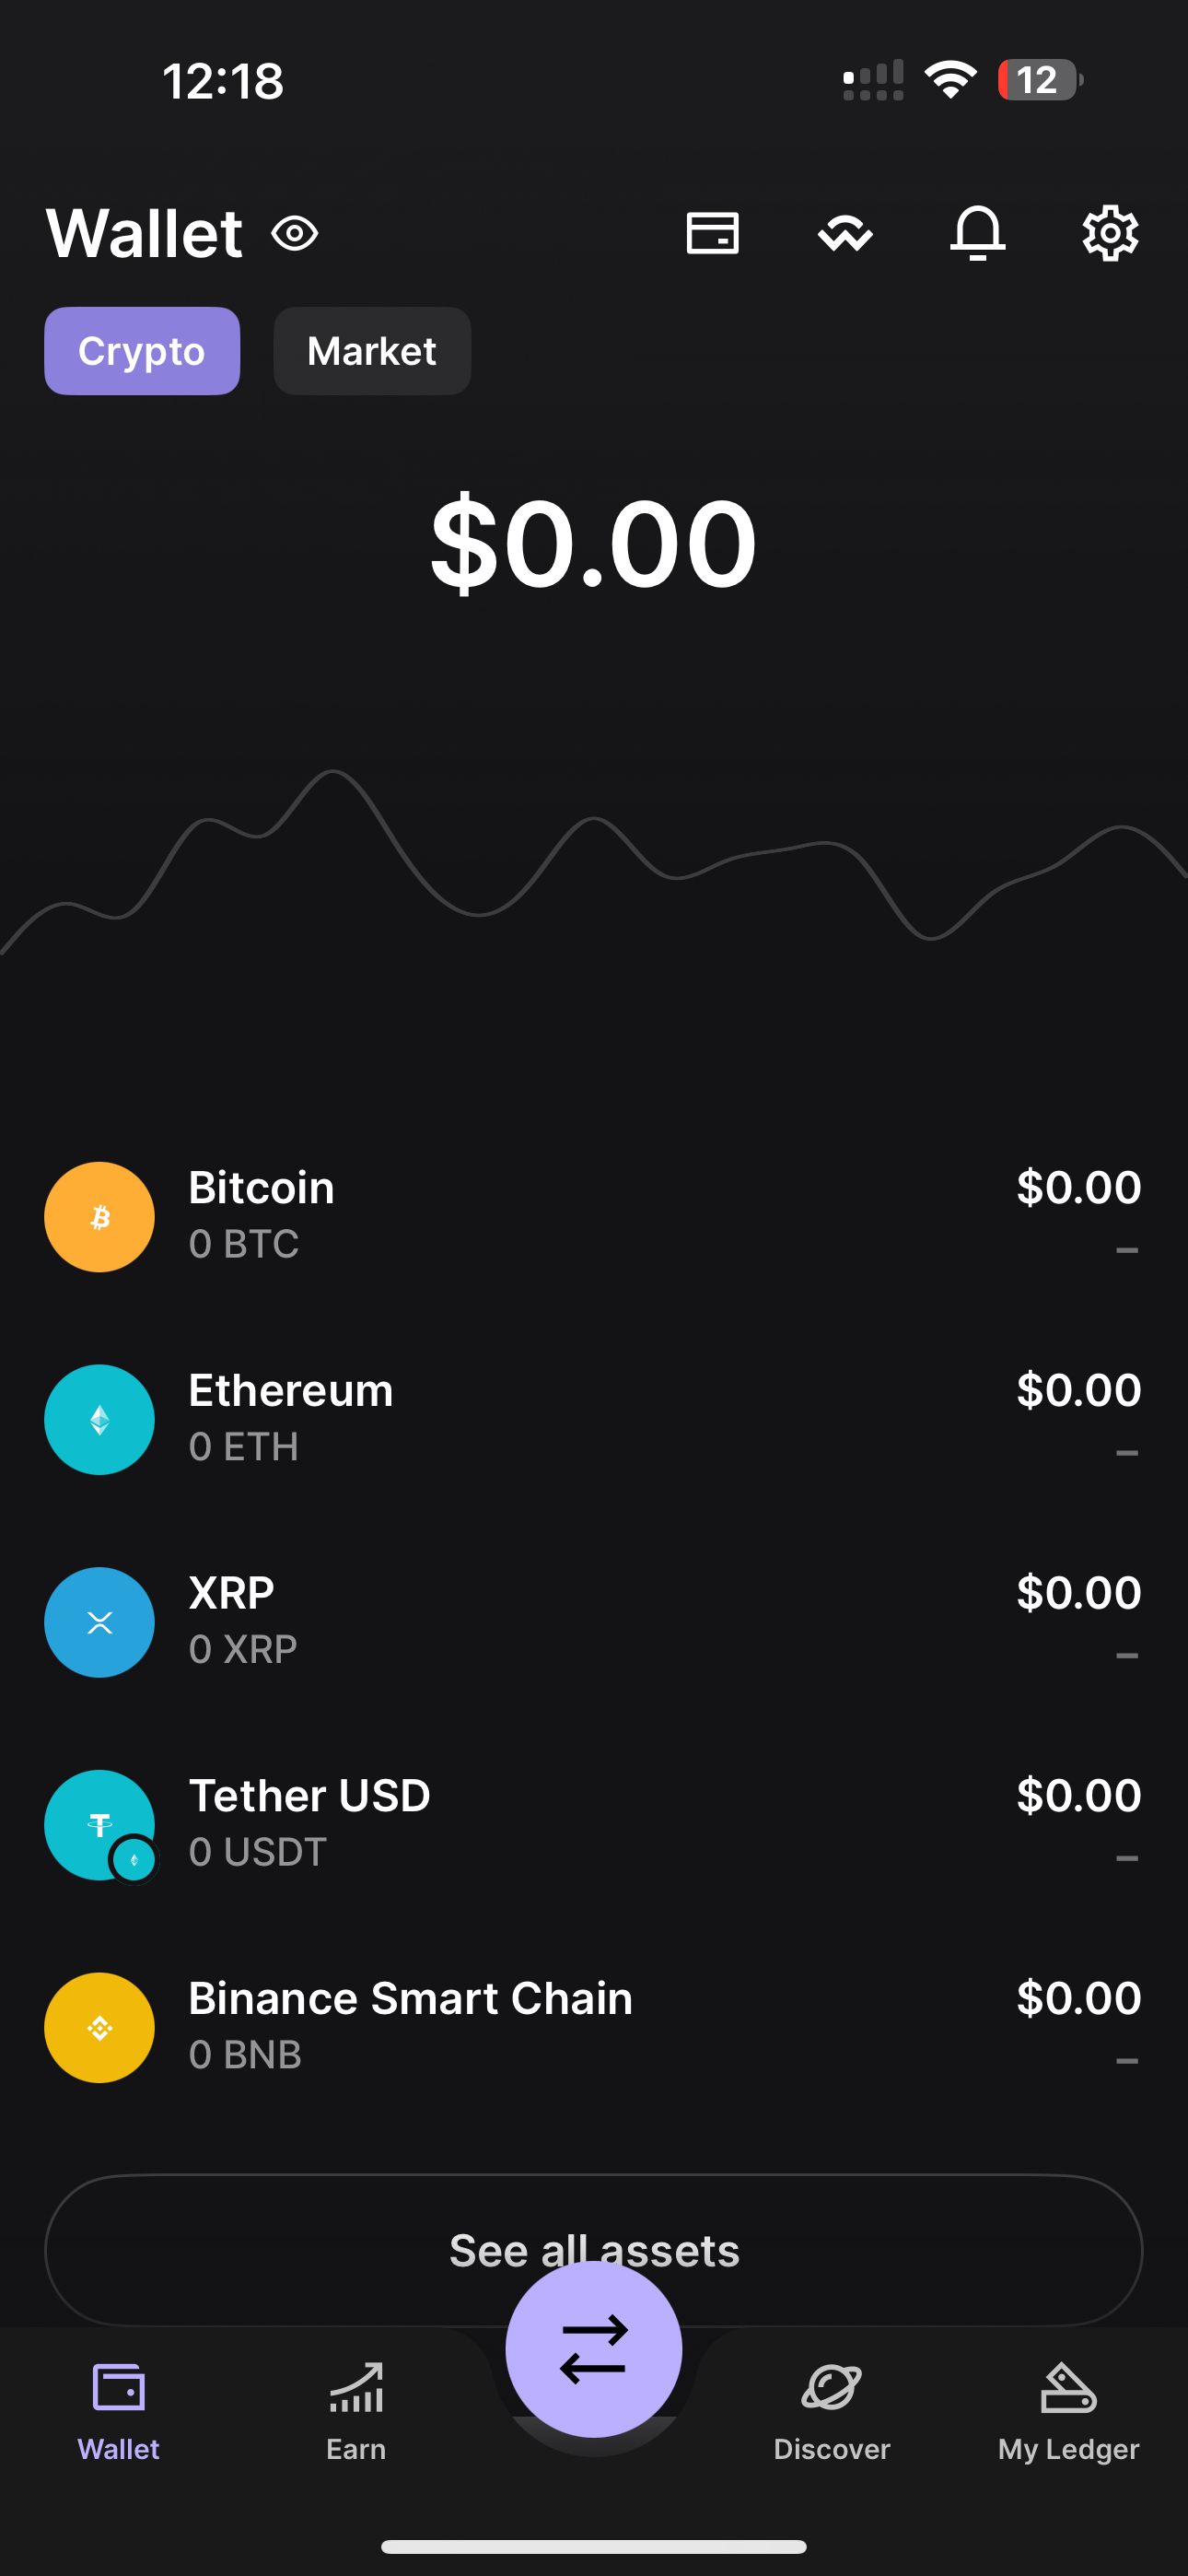 12:18
12
Wallet
Crypto
Market
$0.00
Bitcoin
$0.00
0 BTC
–
Ethereum
$0.00
0 ETH
–
XRP
$0.00
0 XRP
–
Tether USD
$0.00
0 USDT
–
Binance Smart Chain
$0.00
0 BNB
–
See all assets
Wallet
Earn
Discover
My Ledger